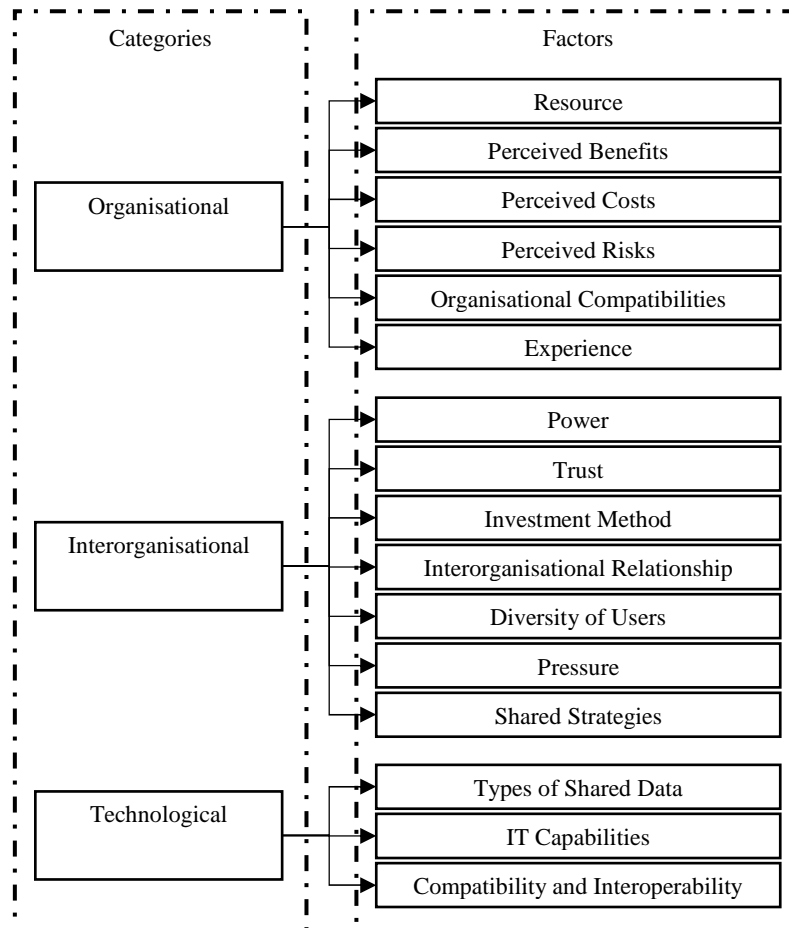 Categories
Factors
Organisational
Resource
Perceived Benefits
Perceived Costs
Perceived Risks
Organisational Compatibilities
Experience
Interorganisational
Power
Trust
Investment Method
Interorganisational Relationship
Diversity of Users
Pressure
Shared Strategies
Technological
Types of Shared Data
IT Capabilities
Compatibility and Interoperability